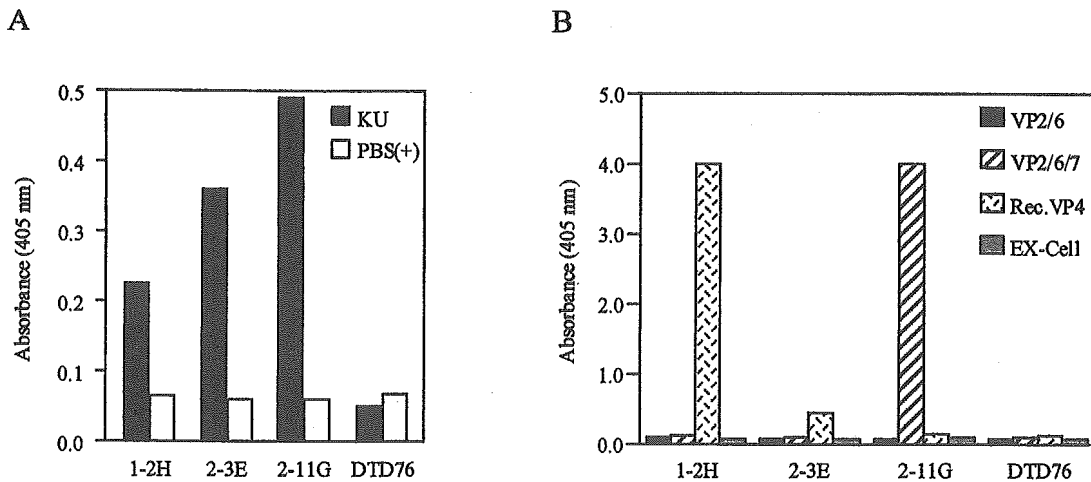 A
Absorbance (405 nm)
0.5
0.4
0.3
0.2
0.1
0.0
KU
PBS(+)
1-2H
2-3E
2-11G
DTD76
B
Absorbance (405 nm)
5.0
4.0
3.0
2.0
1.0
0.0
VP2/6
VP2/6/7
Rec.VP4
EX-Cell
1-2H
2-3E
2-11G
DTD76